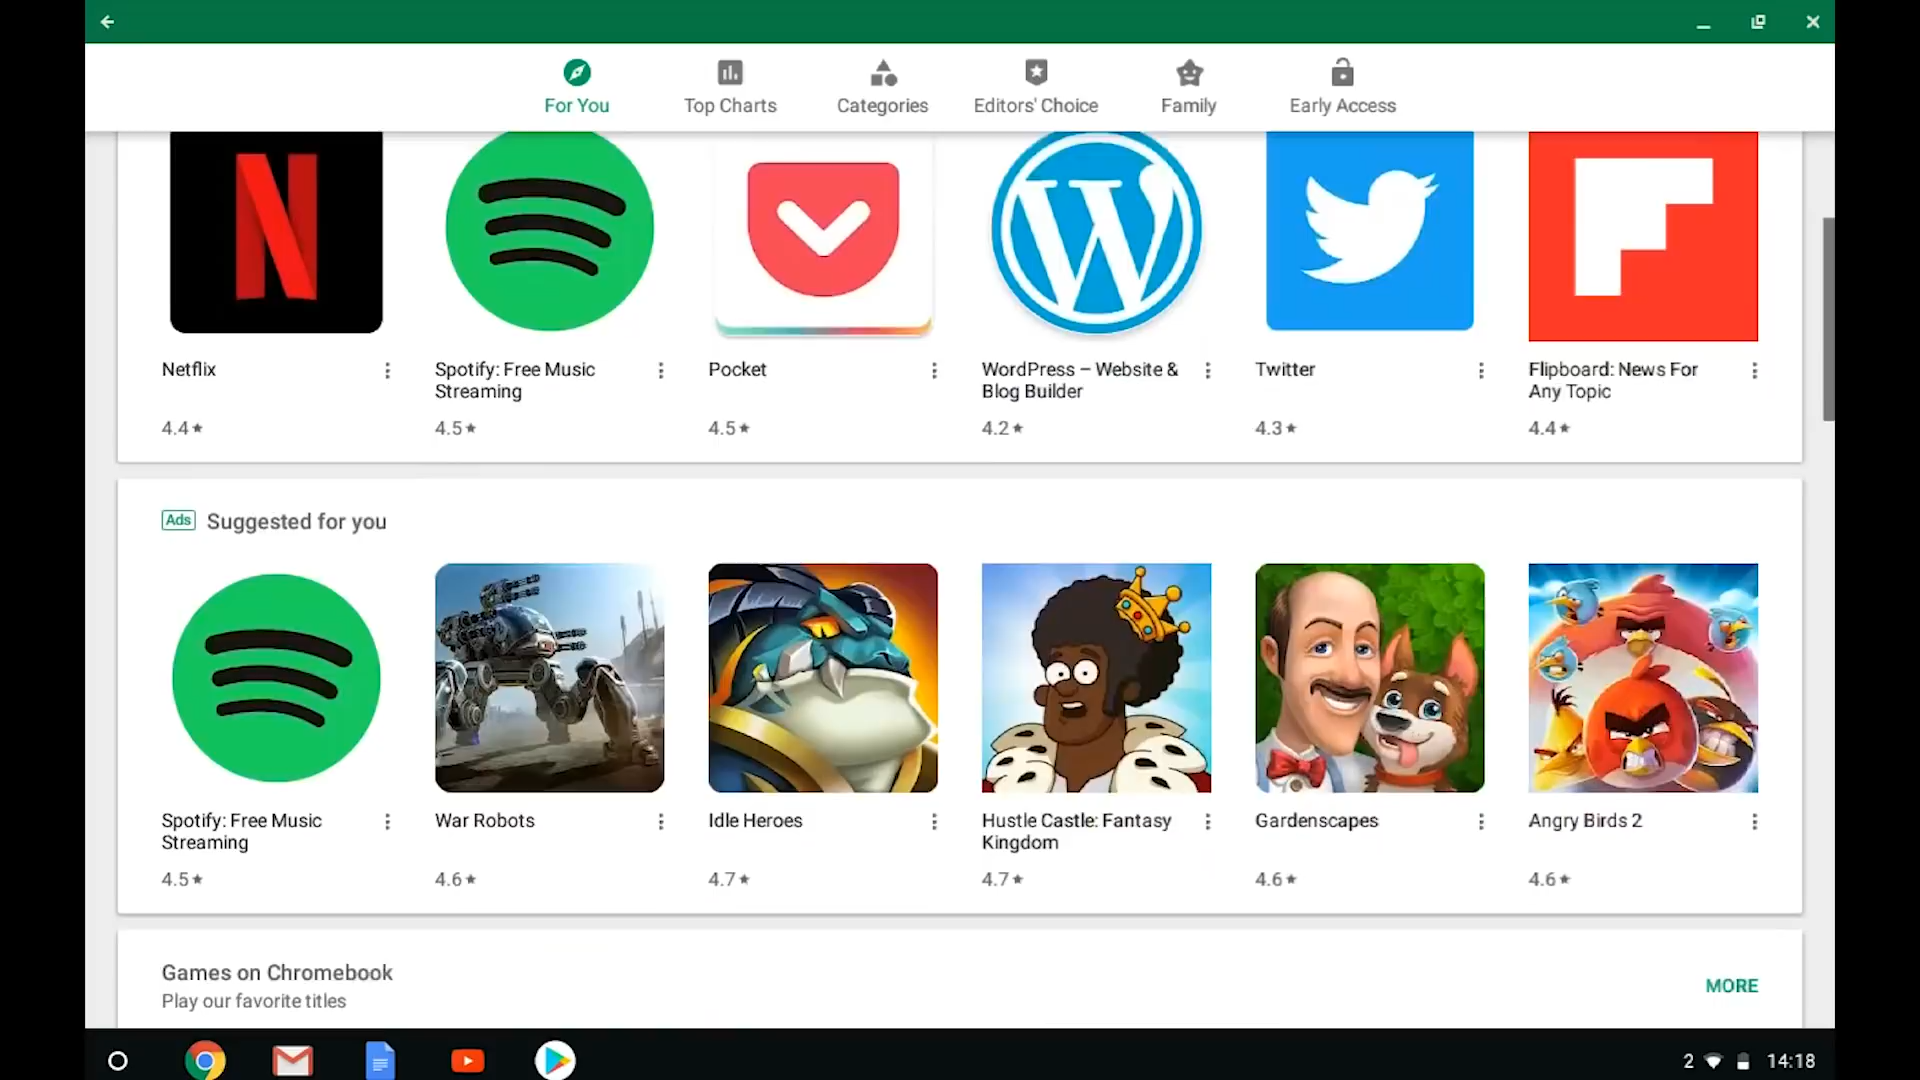 For You
Top Charts
Categories
Editors' Choice
Family
Early Access
Netflix
4.4★
Spotify: Free Music
Streaming
4.5★
Pocket
4.5★
WordPress – Website &
Blog Builder
4.2★
Twitter
4.3★
Flipboard: News For
Any Topic
4.4★
Ads Suggested for you
Spotify: Free Music
Streaming
4.5★
War Robots
4.6★
Idle Heroes
4.7★
Hustle Castle: Fantasy
Kingdom
4.7★
Gardenscapes
4.6★
Angry Birds 2
4.6★
Games on Chromebook
Play our favorite titles
MORE
2
14:18